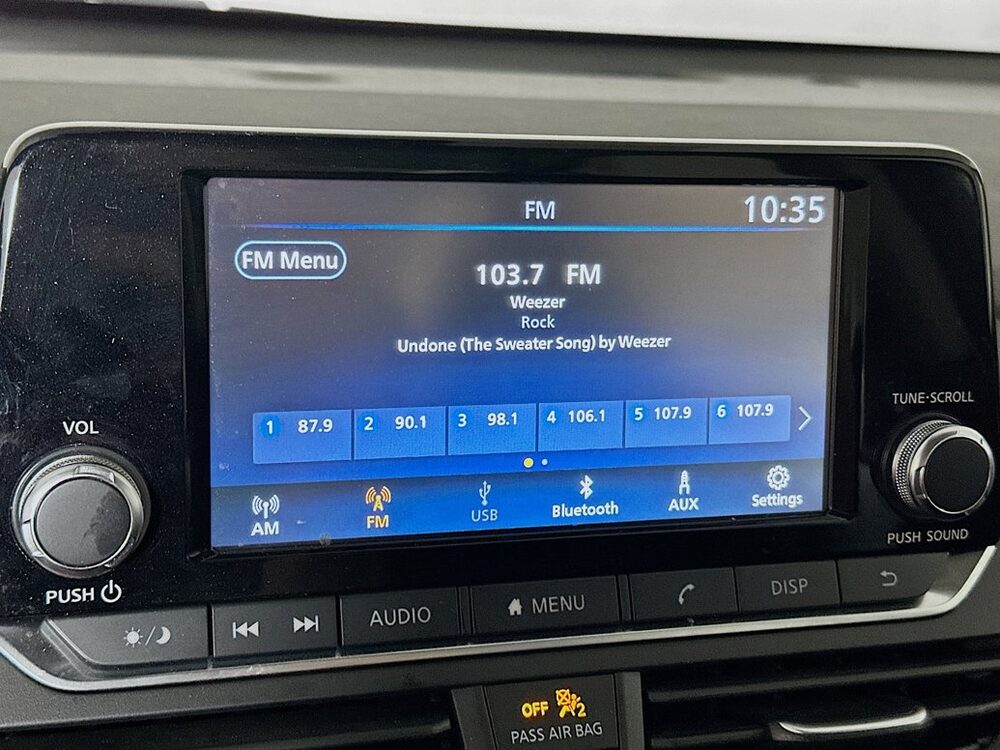 FM 10:35
FM Menu
103.7 FM
Weezer
Rock
Undone (The Sweater Song) by Weezer
1 87.9 2 90.1 3 98.1 4 106.1 5 107.9 6 107.9
AM FM USB Bluetooth AUX Settings
VOL
PUSH
TUNE·SCROLL
PUSH SOUND
AUDIO MENU DISP
OFF 2
PASS AIR BAG